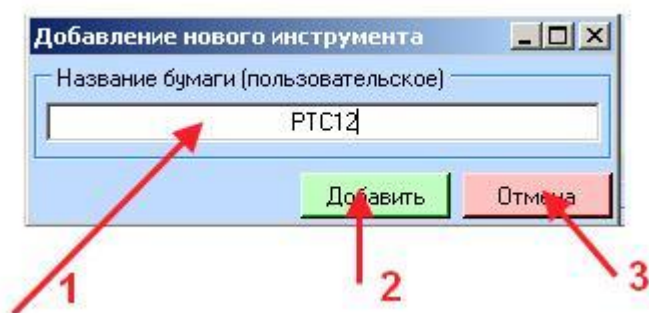 Добавление нового инструмента
Название бумаги (пользовательское)
РТС12
Добавить Отмена
1 2 3